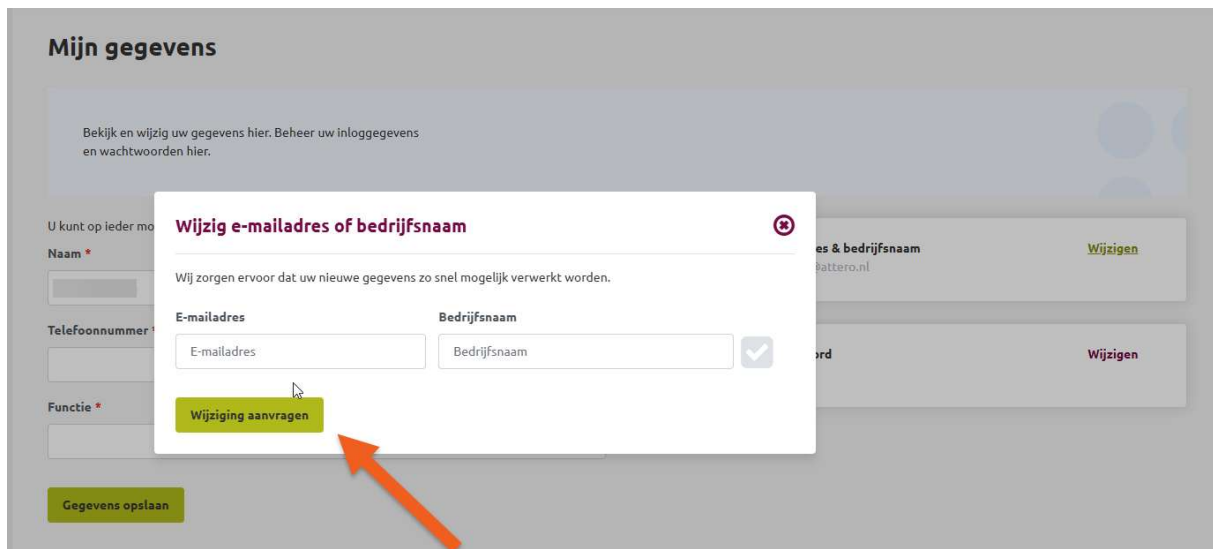 Mijn gegevens
Bekijk en wijzig uw gegevens hier. Beheer uw inloggegevens
en wachtwoorden hier.
U kunt op ieder mo
Naam *
Telefoonnummer *
Functie *
Gegevens opslaan
Wijzig e-mailadres of bedrijfsnaam
Wij zorgen ervoor dat uw nieuwe gegevens zo snel mogelijk verwerkt worden.
E-mailadres Bedrijfsnaam
E-mailadres Bedrijfsnaam
Wijziging aanvragen
es & bedrijfsnaam Wijzigen
@attero.nl
ord Wijzigen